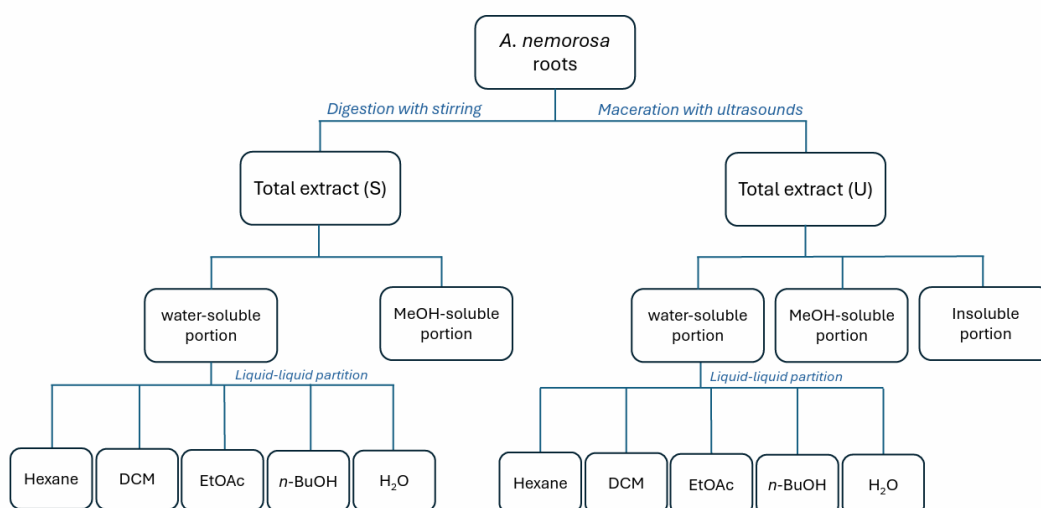 A. nemorosa
roots
Digestion with stirring
Maceration with ultrasounds
Total extract (S)
Total extract (U)
water-soluble
portion
MeOH-soluble
portion
water-soluble
portion
MeOH-soluble
portion
Insoluble
portion
Liquid-liquid partition
Liquid-liquid partition
Hexane
DCM
EtOAc
n-BuOH
H₂O
Hexane
DCM
EtOAc
n-BuOH
H₂O